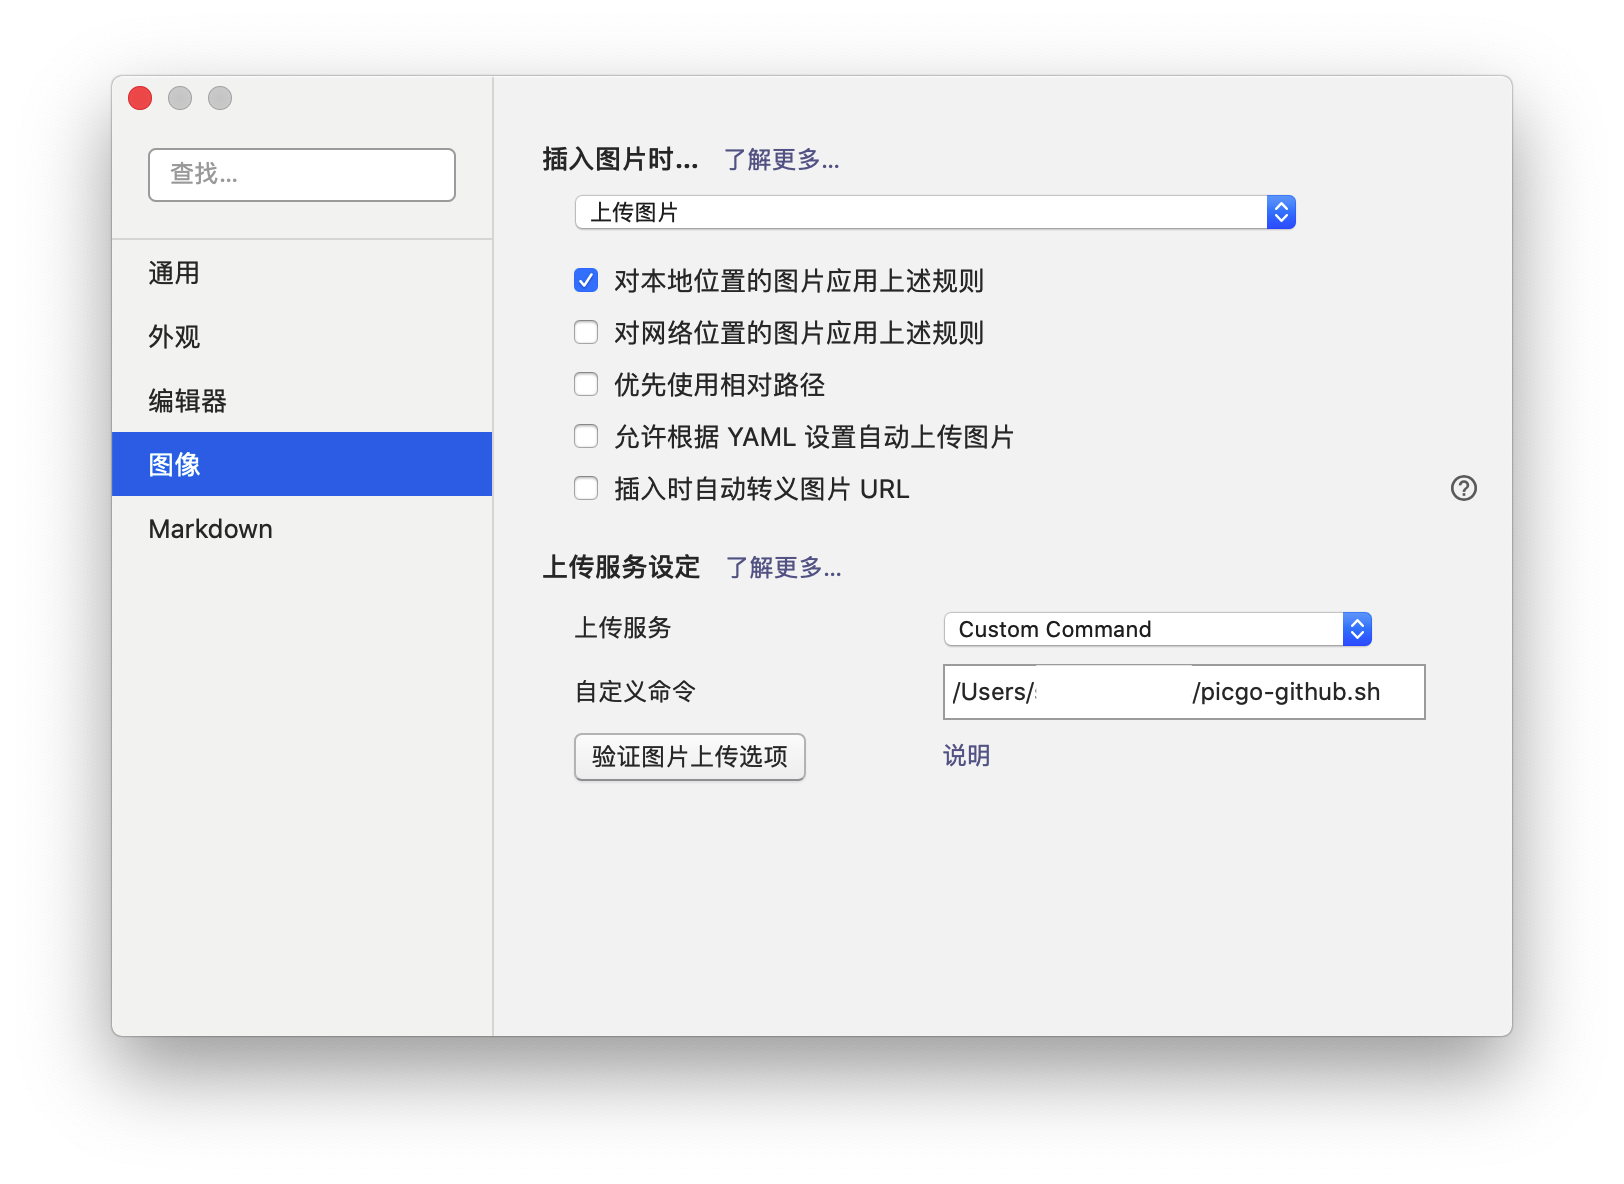 查找...
通用
外观
编辑器
图像
Markdown
插入图片时... 了解更多...
上传图片
对本地位置的图片应用上述规则
对网络位置的图片应用上述规则
优先使用相对路径
允许根据 YAML 设置自动上传图片
插入时自动转义图片 URL
?
上传服务设定 了解更多...
上传服务 Custom Command
自定义命令 /Users/ /picgo-github.sh
验证图片上传选项 说明